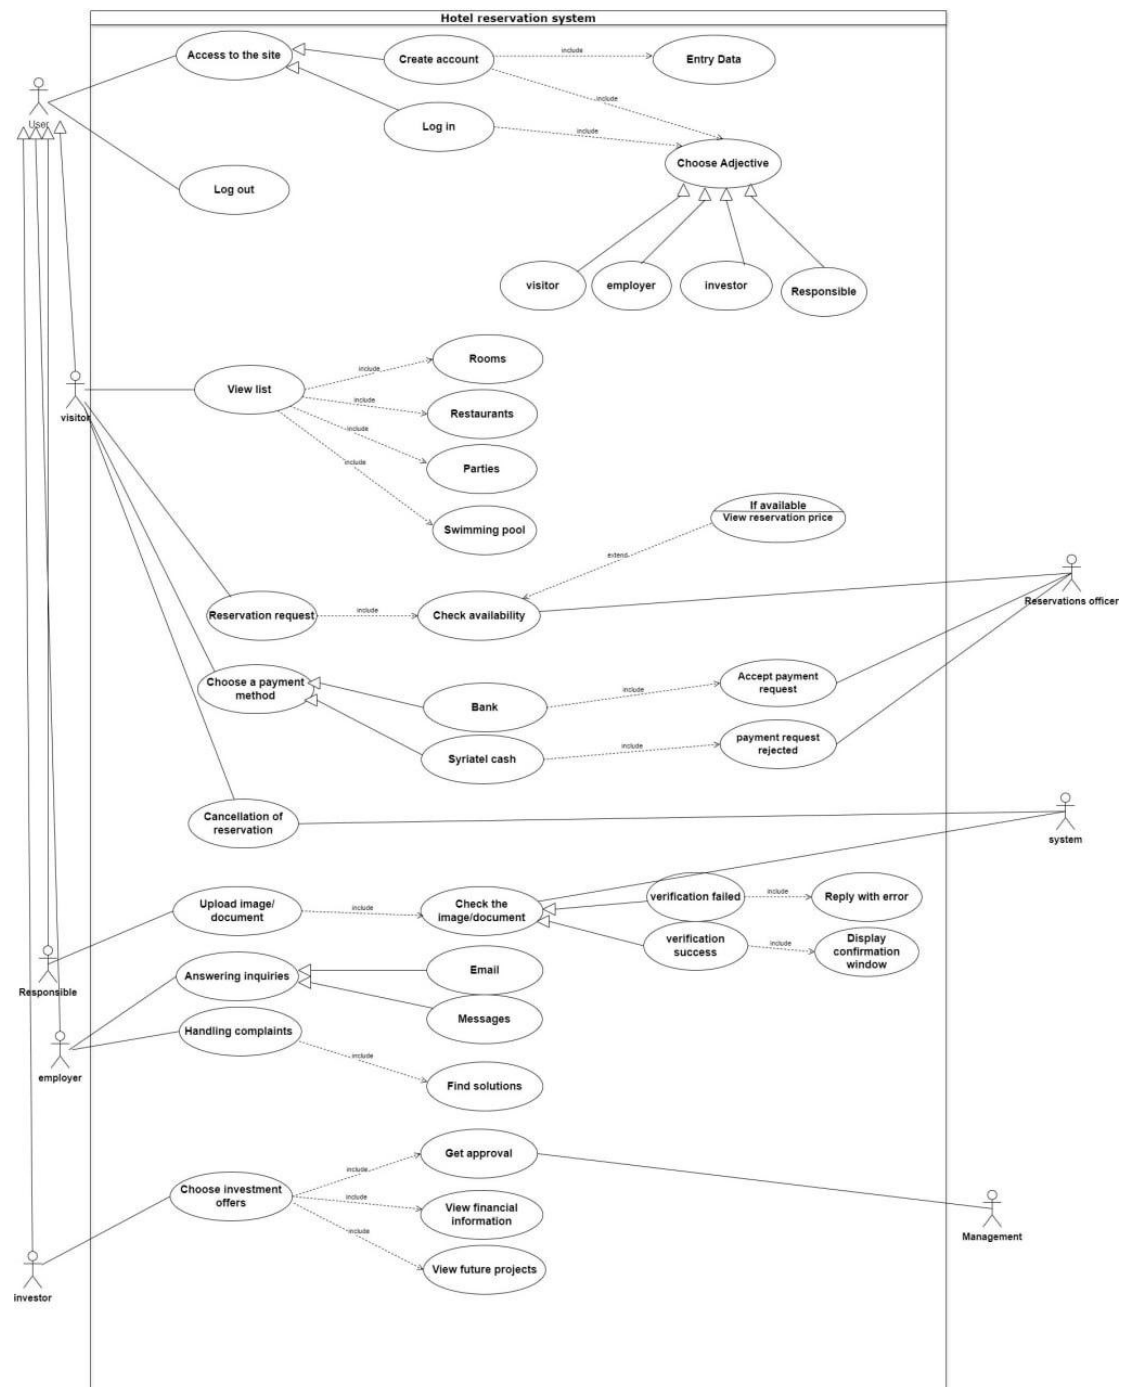 Hotel reservation system
Access to the site
Create account
include
Entry Data
include
User
Log in
include
Choose Adjective
Log out
visitor
employer
investor
Responsible
visitor
View list
include
Rooms
include
Restaurants
include
Parties
include
Swimming pool
If available
View reservation price
extend
Reservation request
include
Check availability
Reservations officer
Choose a payment
method
Bank
include
Accept payment
request
Syriatel cash
include
payment request
rejected
Cancellation of
reservation
system
Upload image/
document
include
Check the
image/document
verification failed
include
Reply with error
verification
success
include
Display
confirmation
window
Responsible
Answering inquiries
Email
Messages
employer
Handling complaints
include
Find solutions
Choose investment
offers
include
Get approval
include
View financial
information
include
View future projects
Management
investor